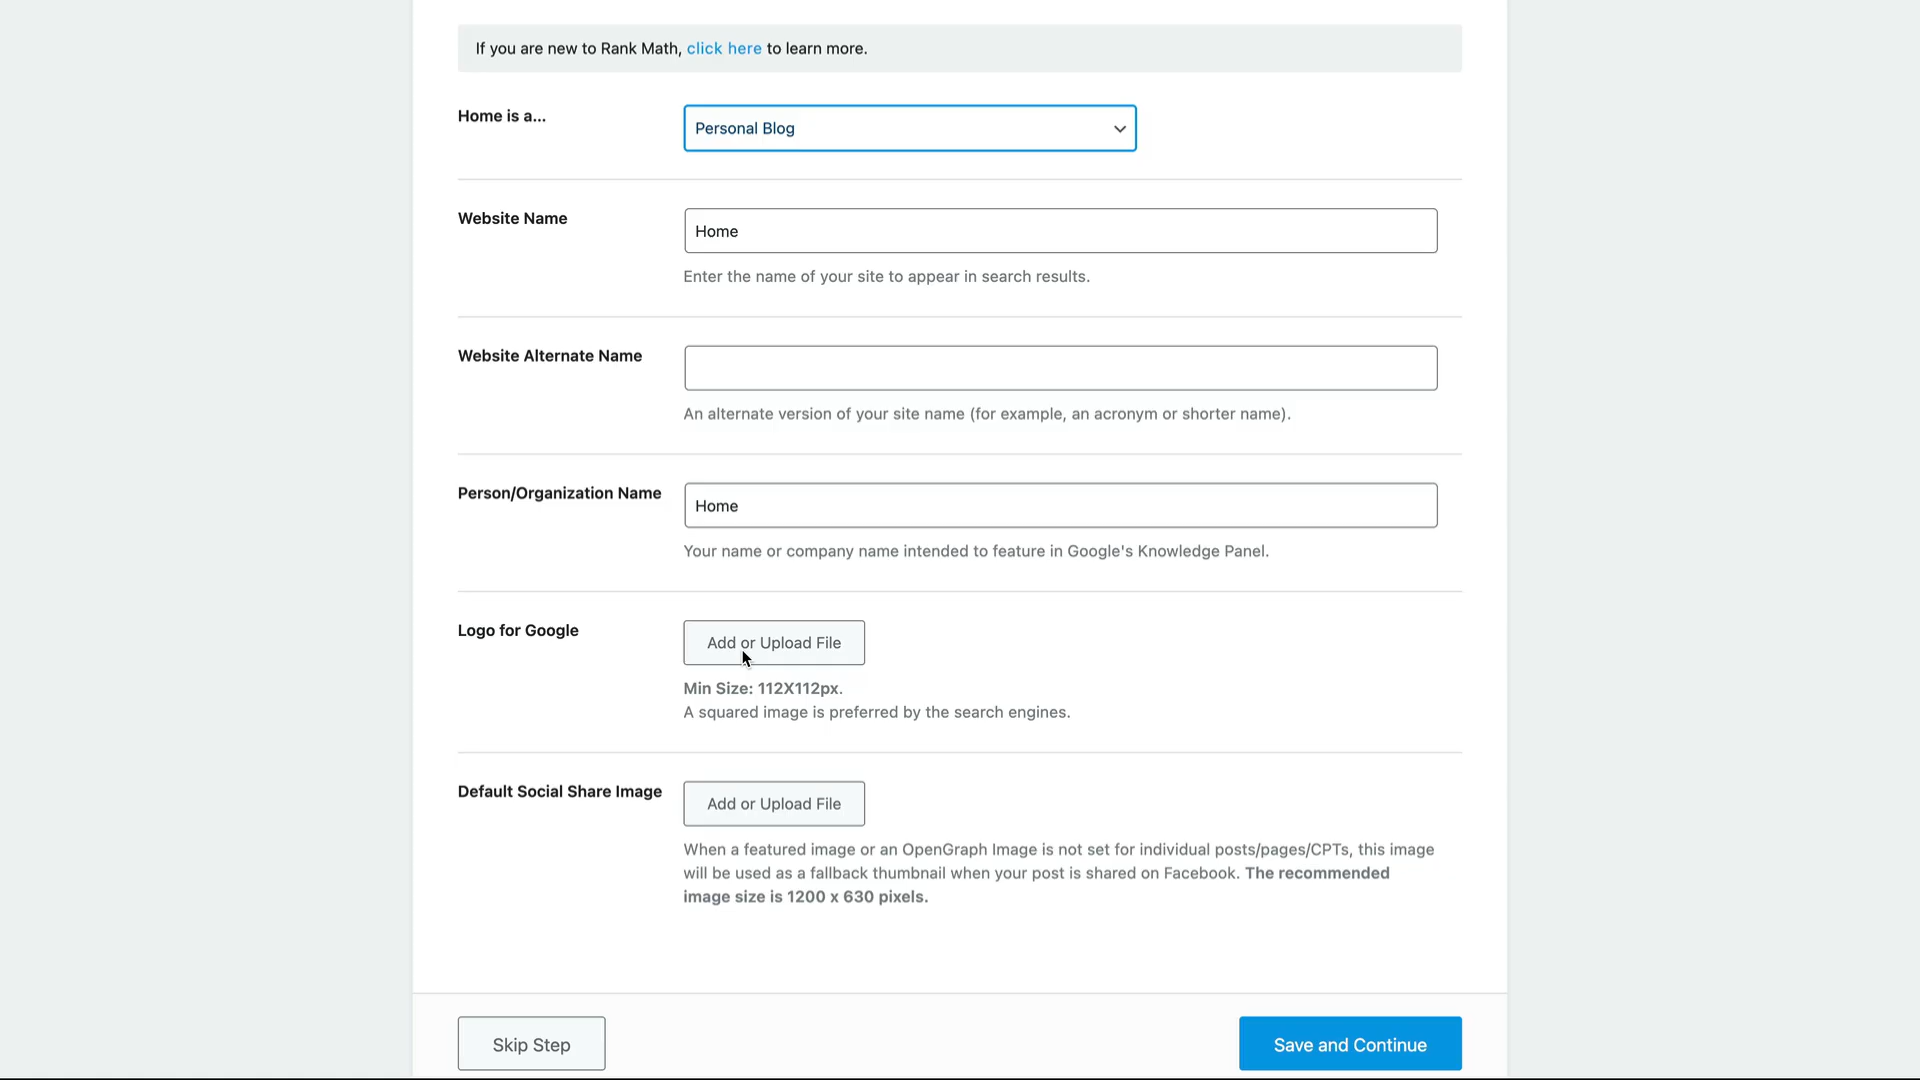 If you are new to Rank Math, click here to learn more.
Home is a...
Personal Blog
Website Name
Home
Enter the name of your site to appear in search results.
Website Alternate Name
An alternate version of your site name (for example, an acronym or shorter name).
Person/Organization Name
Home
Your name or company name intended to feature in Google's Knowledge Panel.
Logo for Google
Add or Upload File
Min Size: 112X112px.
A squared image is preferred by the search engines.
Default Social Share Image
Add or Upload File
When a featured image or an OpenGraph Image is not set for individual posts/pages/CPTs, this image
will be used as a fallback thumbnail when your post is shared on Facebook. The recommended
image size is 1200 x 630 pixels.
Skip Step
Save and Continue